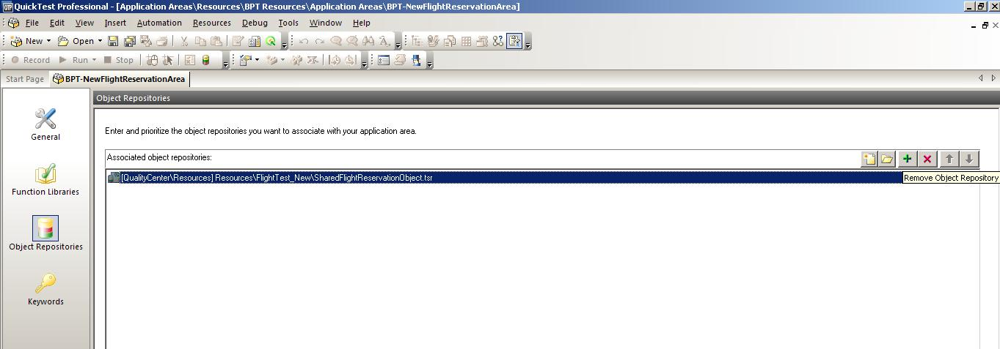 QuickTest Professional - [Application Areas\Resources\BPT Resources\Application Areas\BPT-NewFlightReservationArea]
File Edit View Insert Automation Resources Debug Tools Window Help
New Open
Record Run Stop
Start Page BPT-NewFlightReservationArea
Object Repositories
General
Function Libraries
Object Repositories
Keywords
Enter and prioritize the object repositories you want to associate with your application area.
Associated object repositories:
[QualityCenter\Resources] Resources\FlightTest_New\SharedFlightReservationObject.tsr
Remove Object Repository